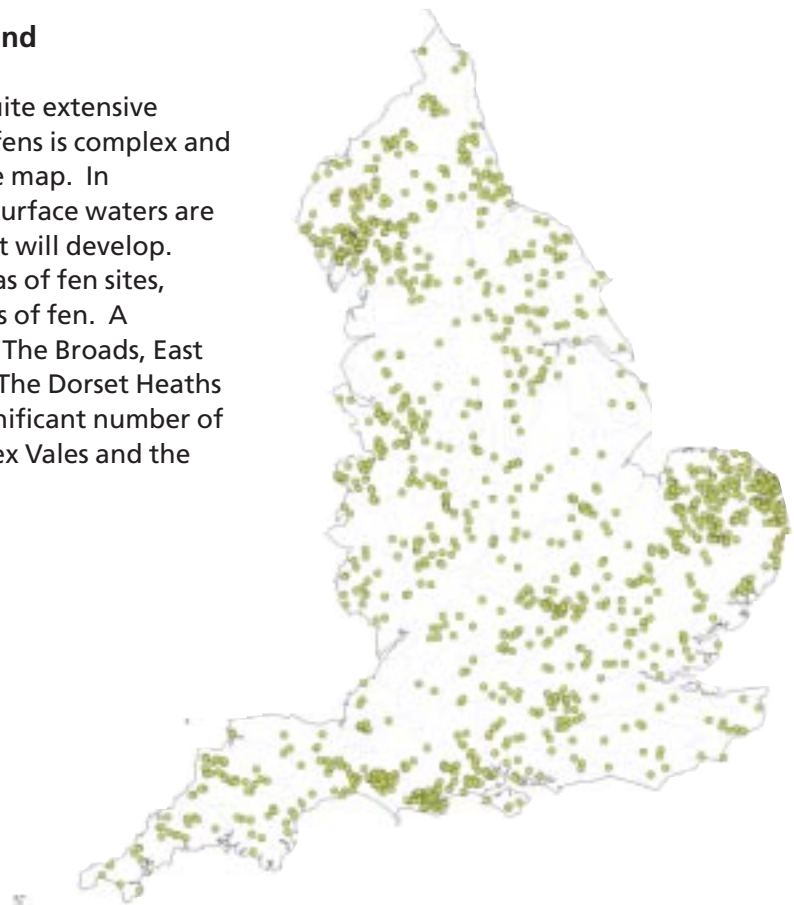 nd
uite extensive
fens is complex and
e map. In
urface waters are
t will develop.
as of fen sites,
s of fen. A
The Broads, East
The Dorset Heaths
nificant number of
ex Vales and the